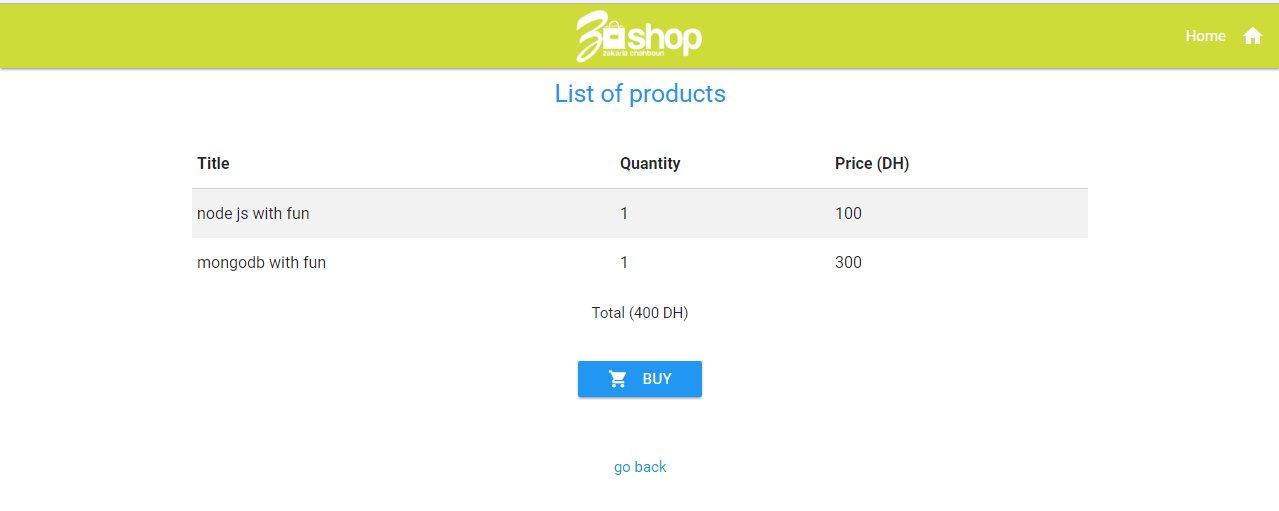 shop
zakaria chahboun
Home
List of products
Title Quantity Price (DH)
node js with fun 1 100
mongodb with fun 1 300
Total (400 DH)
BUY
go back